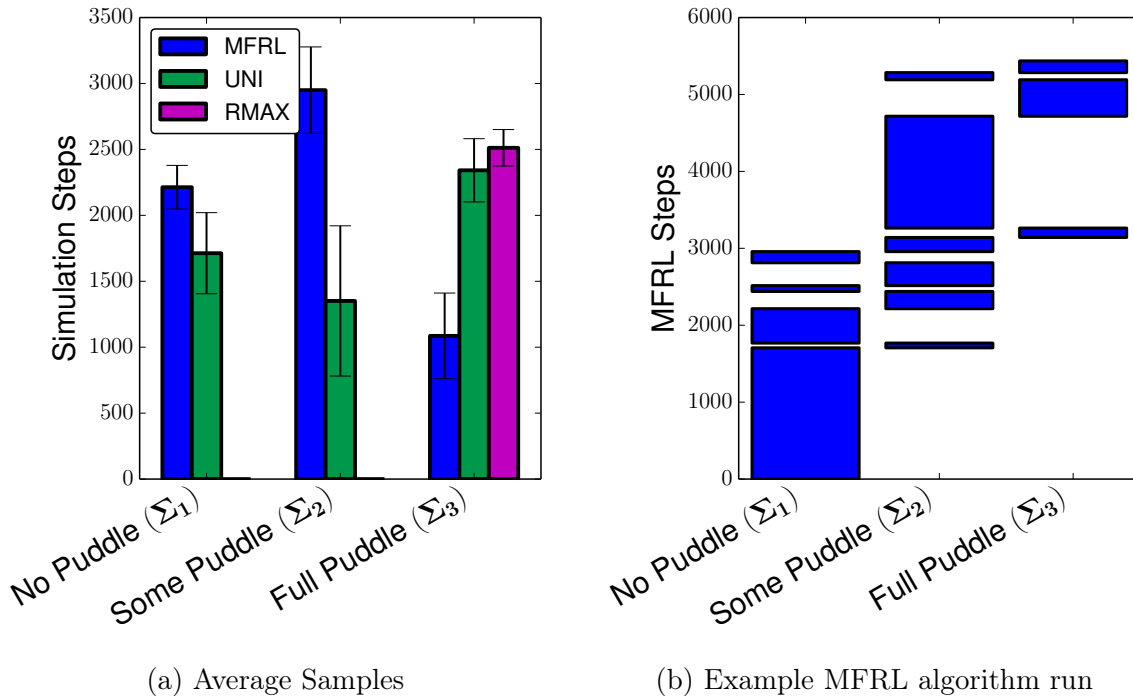 3500
3000
2500
2000
1500
1000
500
0
Simulation Steps
MFRL
UNI
RMAX
No Puddle (Σ₁)
Some Puddle (Σ₂)
Full Puddle (Σ₃)
(a) Average Samples
6000
5000
4000
3000
2000
1000
0
MFRL Steps
No Puddle (Σ₁)
Some Puddle (Σ₂)
Full Puddle (Σ₃)
(b) Example MFRL algorithm run